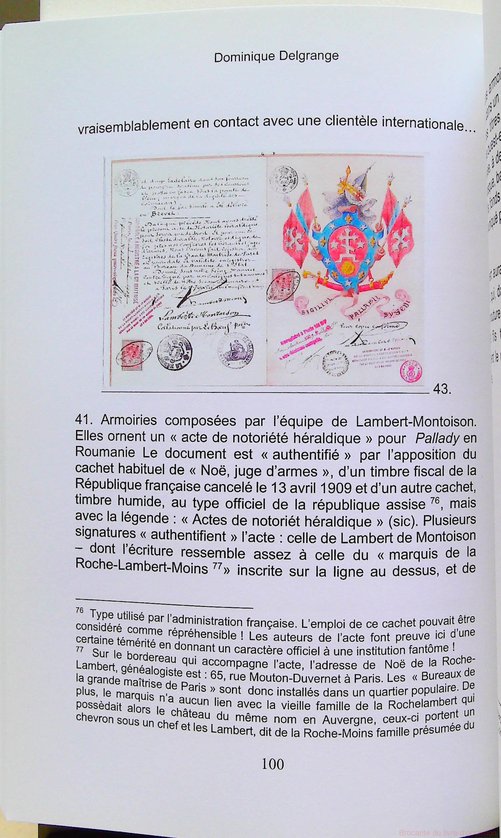 Dominique Delgrange
vraisemblablement en contact avec une clientèle internationale…
Brevet
Lambert Montoison
SIGILIVM PALLADI
pour copie conforme
43.
41. Armoiries composées par l'équipe de Lambert-Montoison.
Elles ornent un « acte de notoriété héraldique » pour Pallady en
Roumanie Le document est « authentifié » par l'apposition du
cachet habituel de « Noë, juge d'armes », d'un timbre fiscal de la
République française cancelé le 13 avril 1909 et d'un autre cachet,
timbre humide, au type officiel de la république assise 76, mais
avec la légende : « Actes de notoriét héraldique » (sic). Plusieurs
signatures « authentifient » l'acte : celle de Lambert de Montoison
– dont l'écriture ressemble assez à celle du « marquis de la
Roche-Lambert-Moins 77» inscrite sur la ligne au dessus, et de
76 Type utilisé par l'administration française. L'emploi de ce cachet pouvait être
considéré comme répréhensible ! Les auteurs de l'acte font preuve ici d'une
certaine témérité en donnant un caractère officiel à une institution fantôme !
77 Sur le bordereau qui accompagne l'acte, l'adresse de Noë de la Roche-
Lambert, généalogiste est : 65, rue Mouton-Duvernet à Paris. Les « Bureaux de
la grande maîtrise de Paris » sont donc installés dans un quartier populaire. De
plus, le marquis n'a aucun lien avec la vieille famille de la Rochelambert qui
possèdait alors le château du même nom en Auvergne, ceux-ci portent un
chevron sous un chef et les Lambert, dit de la Roche-Moins famille présumée du
100